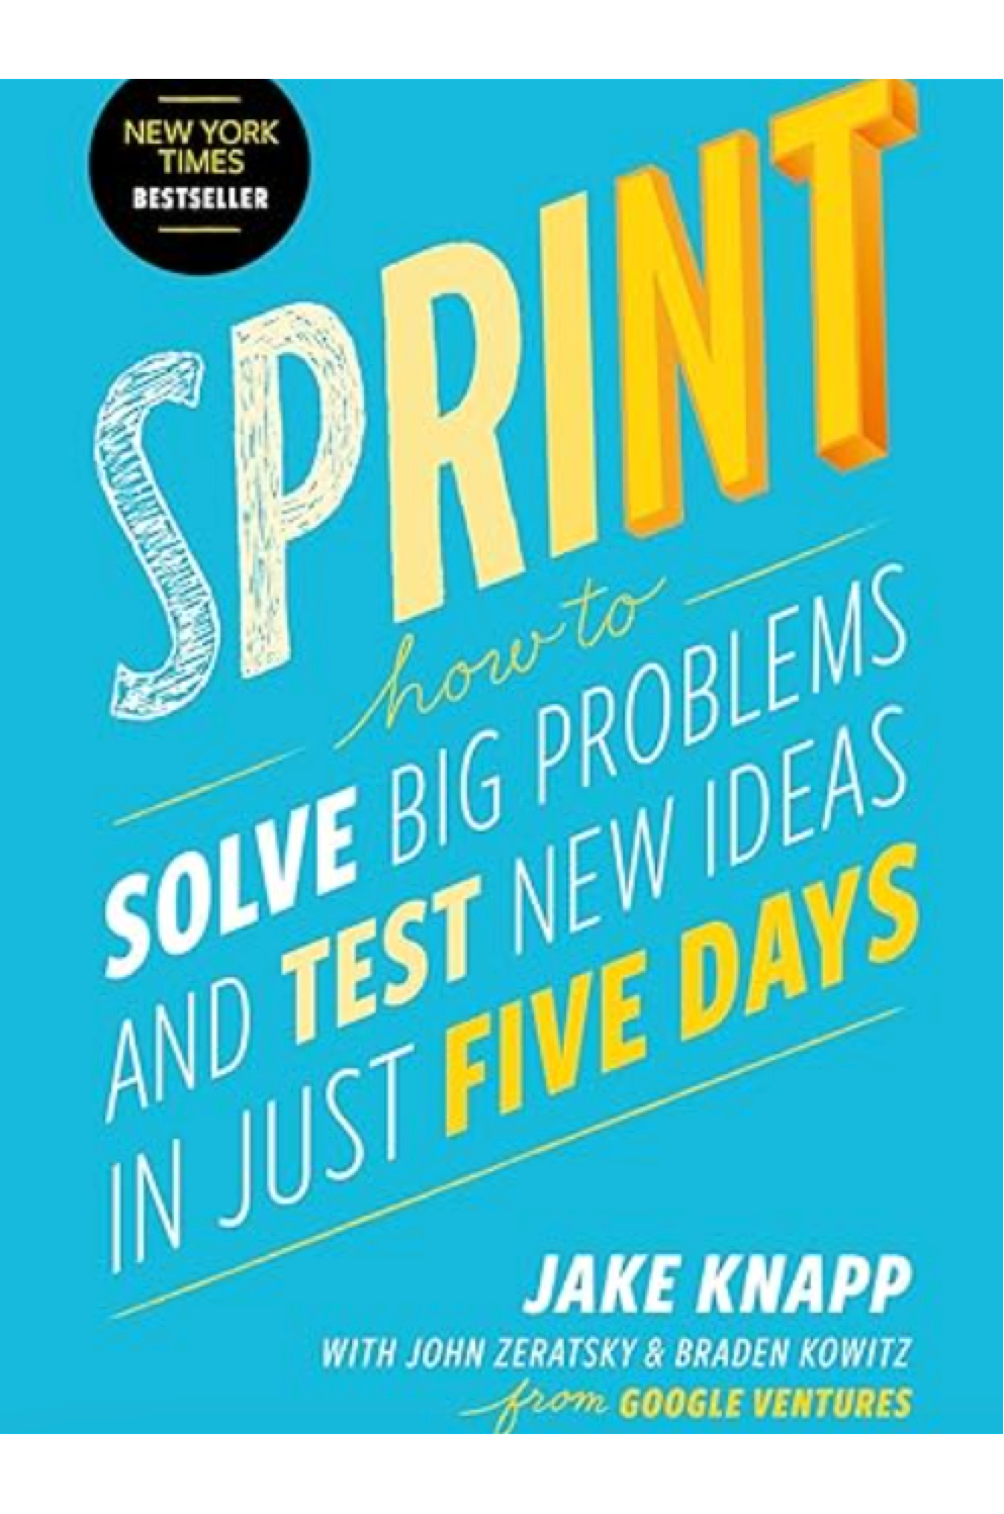 NEW YORK
TIMES
BESTSELLER
SPRINT
how to
SOLVE BIG PROBLEMS
AND TEST NEW IDEAS
IN JUST FIVE DAYS
JAKE KNAPP
WITH JOHN ZERATSKY & BRADEN KOWITZ
from GOOGLE VENTURES